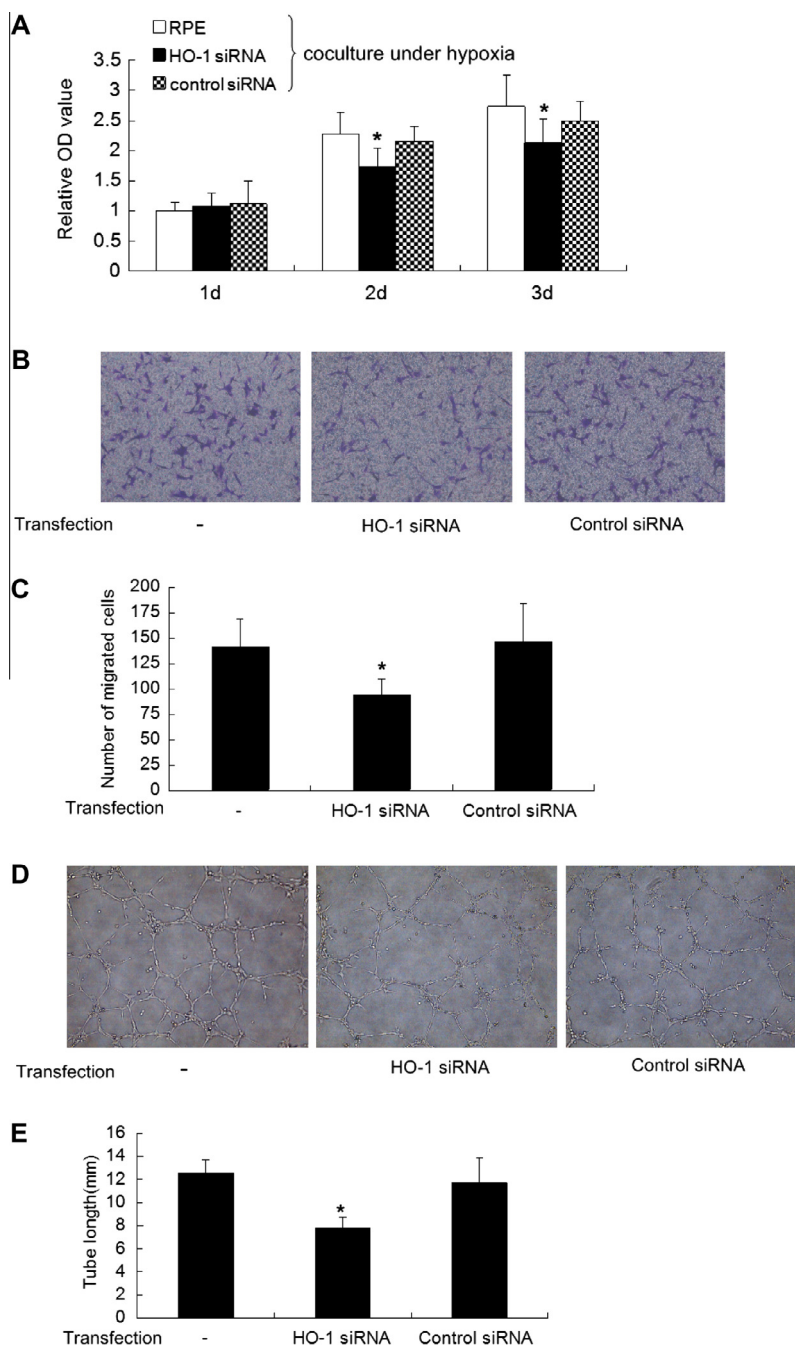 A
RPE
HO-1 siRNA
control siRNA
coculture under hypoxia
Relative OD value
3.5
3
2.5
2
1.5
1
0.5
0
*
*
1d
2d
3d
B
Transfection
-
HO-1 siRNA
Control siRNA
C
Number of migrated cells
200
175
150
125
100
75
50
25
0
*
Transfection
-
HO-1 siRNA
Control siRNA
D
Transfection
-
HO-1 siRNA
Control siRNA
E
Tube length(mm)
16
14
12
10
8
6
4
2
0
*
Transfection
-
HO-1 siRNA
Control siRNA